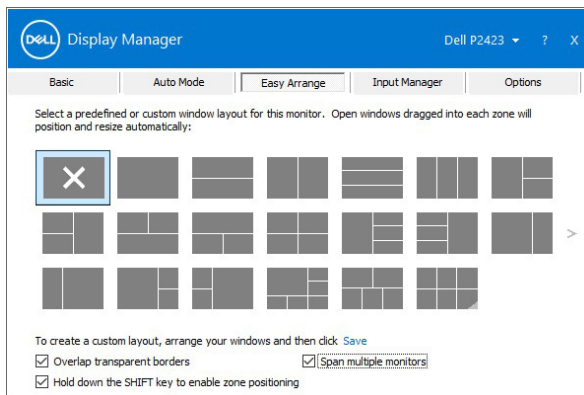 DELL Display Manager Dell P2423 ? X
Basic Auto Mode Easy Arrange Input Manager Options
Select a predefined or custom window layout for this monitor. Open windows dragged into each zone will
position and resize automatically:
>
To create a custom layout, arrange your windows and then click Save
Overlap transparent borders Span multiple monitors
Hold down the SHIFT key to enable zone positioning